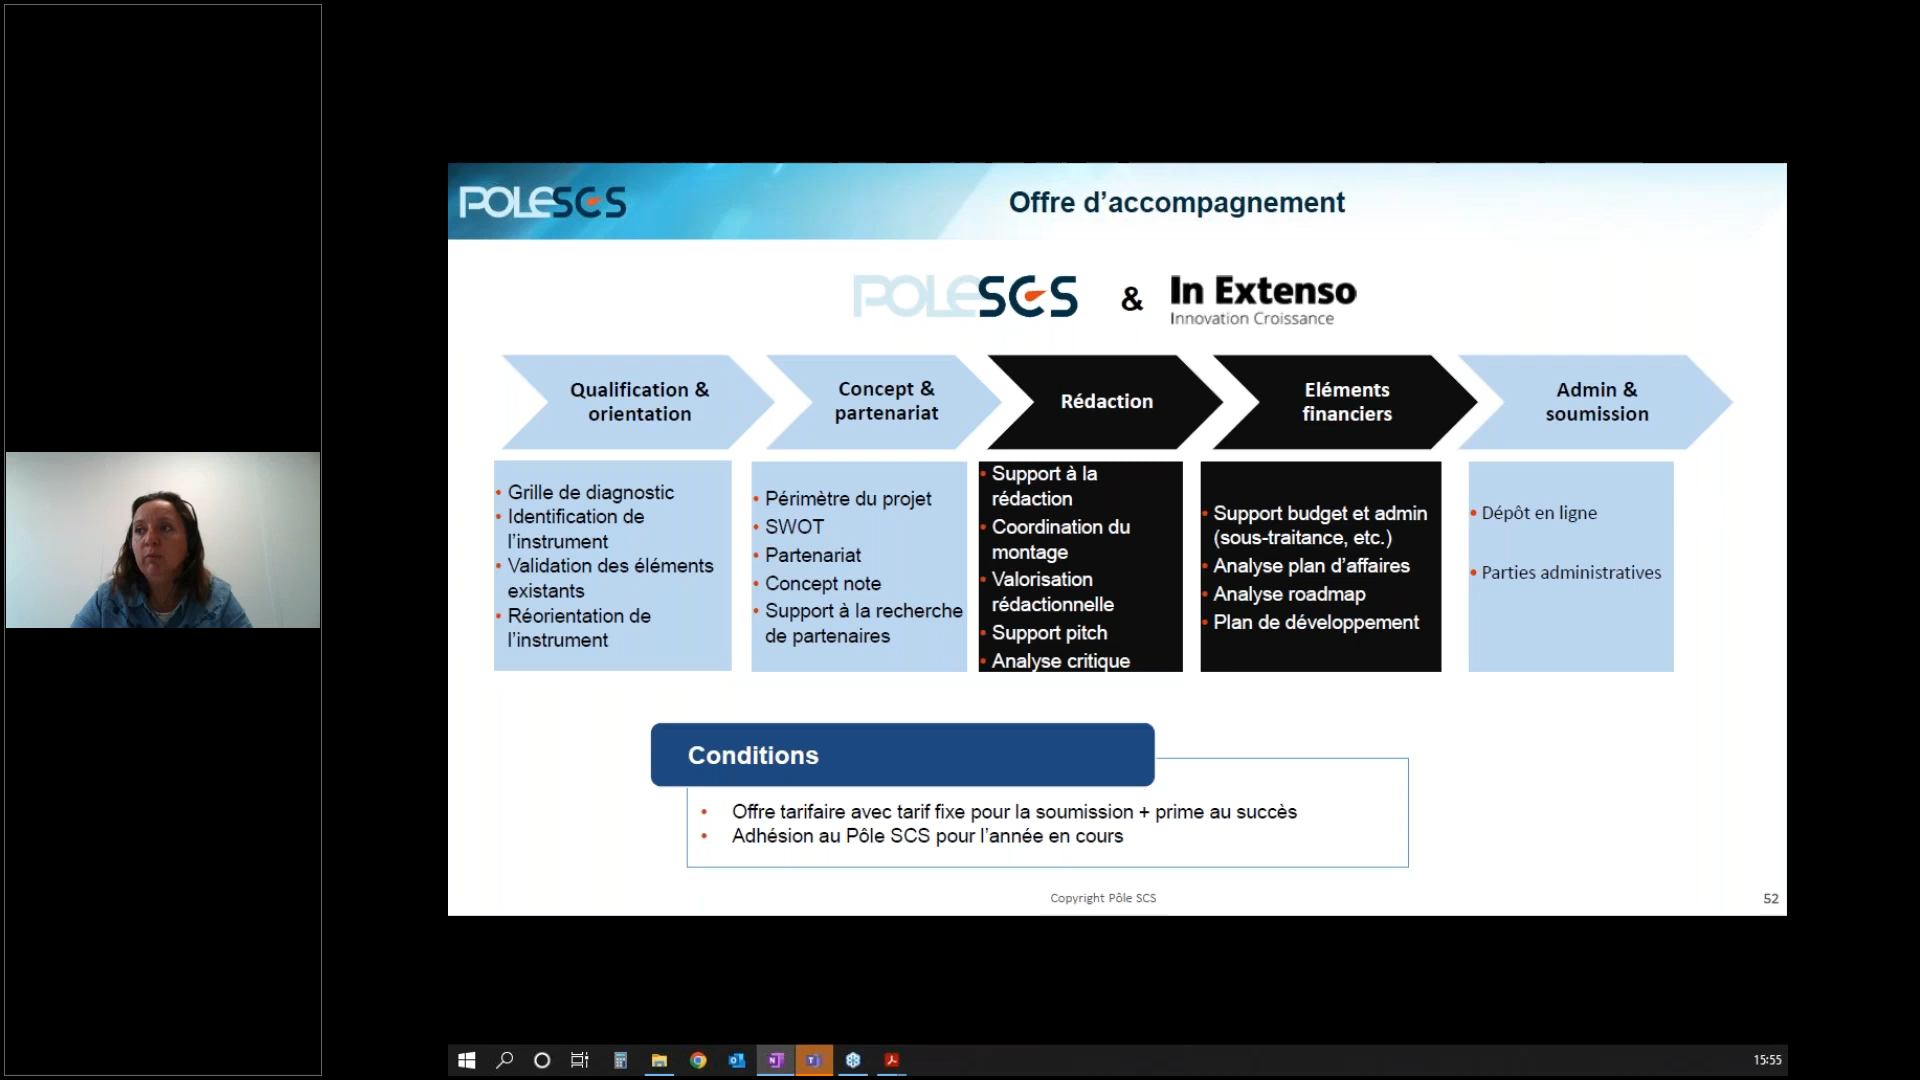 POLESCS
Offre d’accompagnement
POLESCS & In Extenso
Innovation Croissance
Qualification &
orientation
Concept &
partenariat
Rédaction
Eléments
financiers
Admin &
soumission
• Grille de diagnostic
• Identification de
l’instrument
• Validation des éléments
existants
• Réorientation de
l’instrument
• Périmètre du projet
• SWOT
• Partenariat
• Concept note
• Support à la recherche
de partenaires
• Support à la
rédaction
• Coordination du
montage
• Valorisation
rédactionnelle
• Support pitch
• Analyse critique
• Support budget et admin
(sous-traitance, etc.)
• Analyse plan d’affaires
• Analyse roadmap
• Plan de développement
• Dépôt en ligne
• Parties administratives
Conditions
• Offre tarifaire avec tarif fixe pour la soumission + prime au succès
• Adhésion au Pôle SCS pour l’année en cours
Copyright Pôle SCS
52
15:55